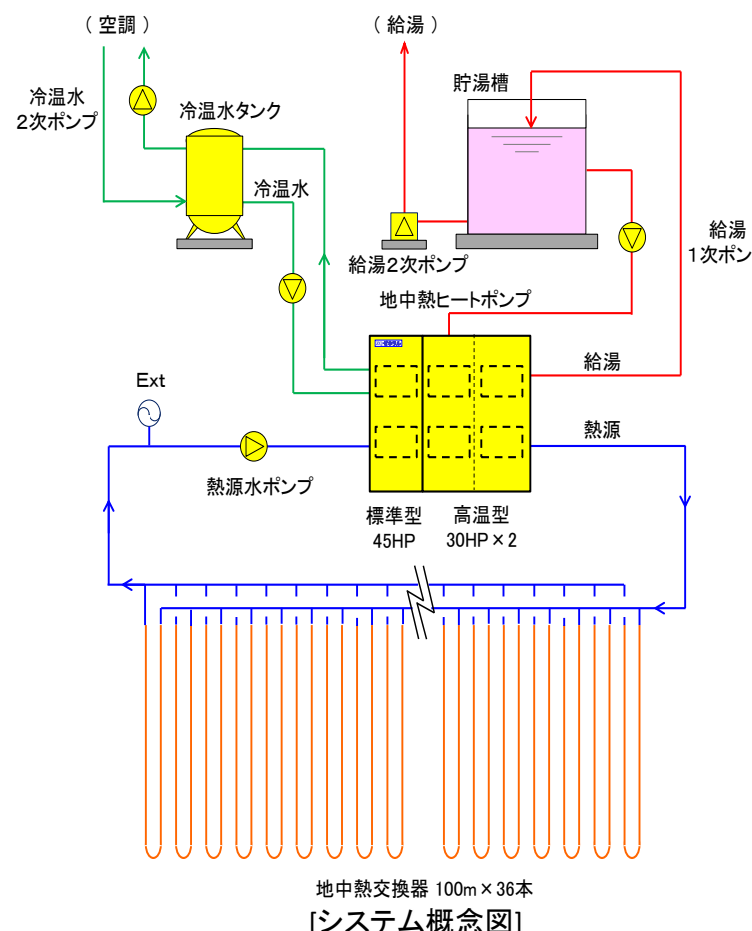 （ 空調 ）
（ 給湯 ）
冷温水
2次ポンプ
冷温水タンク
貯湯槽
冷温水
給湯
1次ポン
給湯2次ポンプ
地中熱ヒートポンプ
給湯
Ext
熱源
熱源水ポンプ
標準型
45HP
高温型
30HP×2
地中熱交換器 100m×36本
[システム概念図]